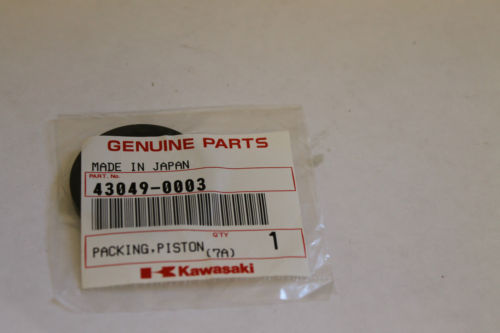 GENUINE PARTS
MADE IN JAPAN
PART. No.
43049-0003
QTY
PACKING,PISTON (7A) 1
Kawasaki